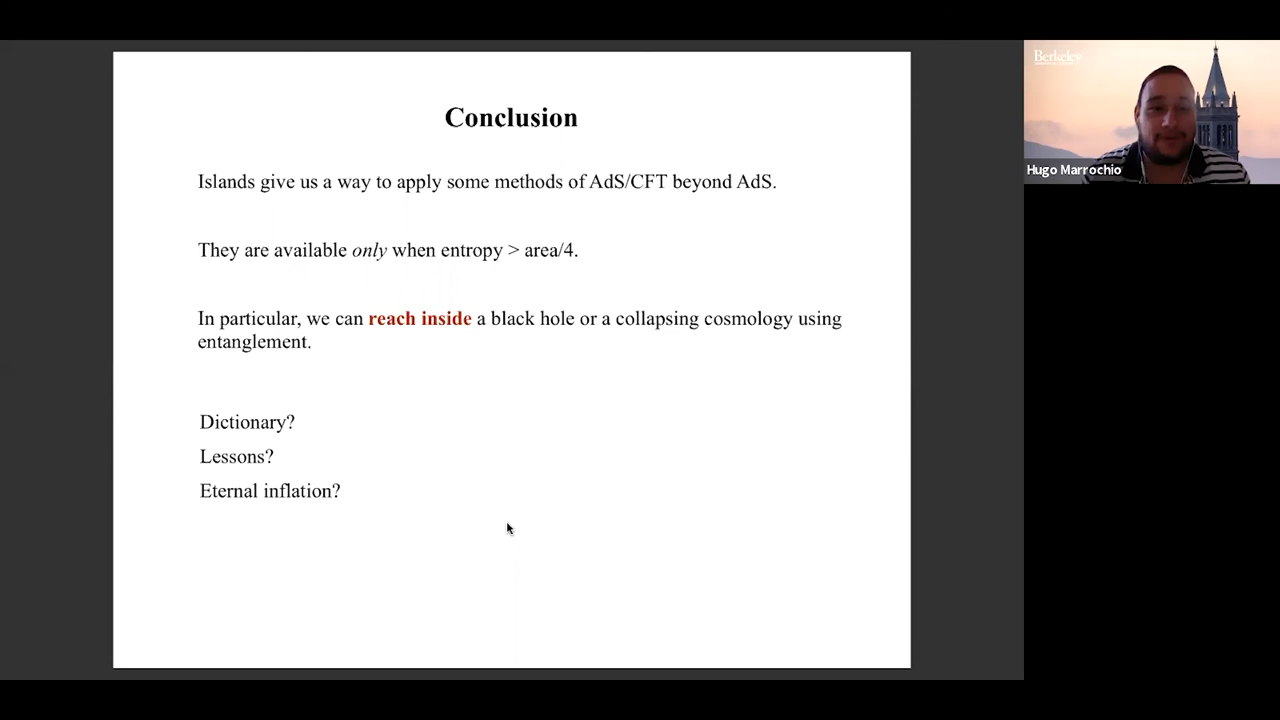 Conclusion
Islands give us a way to apply some methods of AdS/CFT beyond AdS.
They are available only when entropy > area/4.
In particular, we can reach inside a black hole or a collapsing cosmology using
entanglement.
Dictionary?
Lessons?
Eternal inflation?
Berkeley
Hugo Marrochio